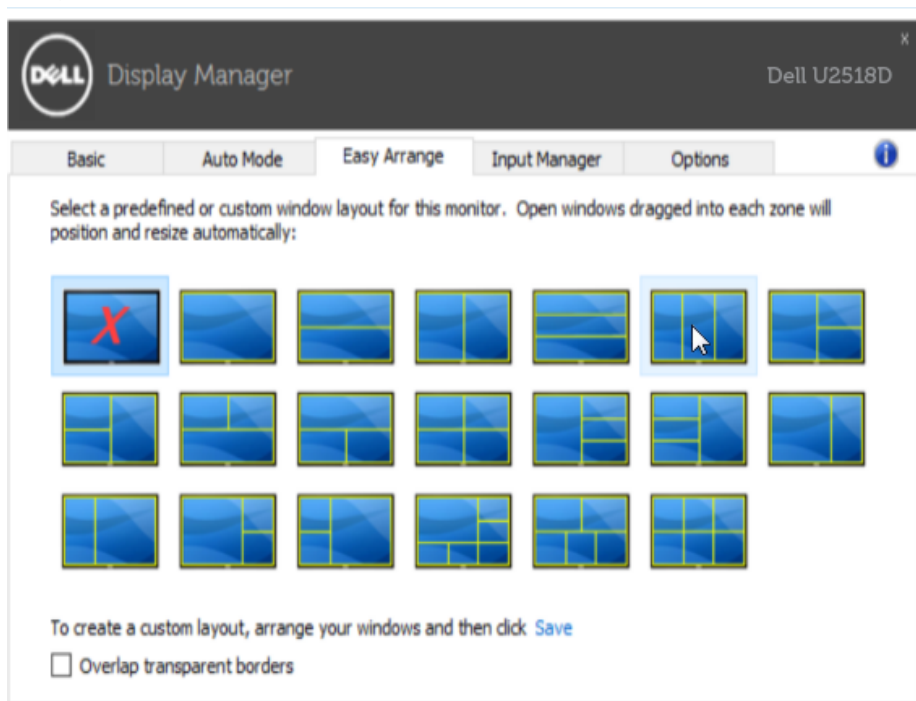 DELL Display Manager
X
Dell U2518D
Basic Auto Mode Easy Arrange Input Manager Options
Select a predefined or custom window layout for this monitor. Open windows dragged into each zone will
position and resize automatically:
X
To create a custom layout, arrange your windows and then click Save
Overlap transparent borders